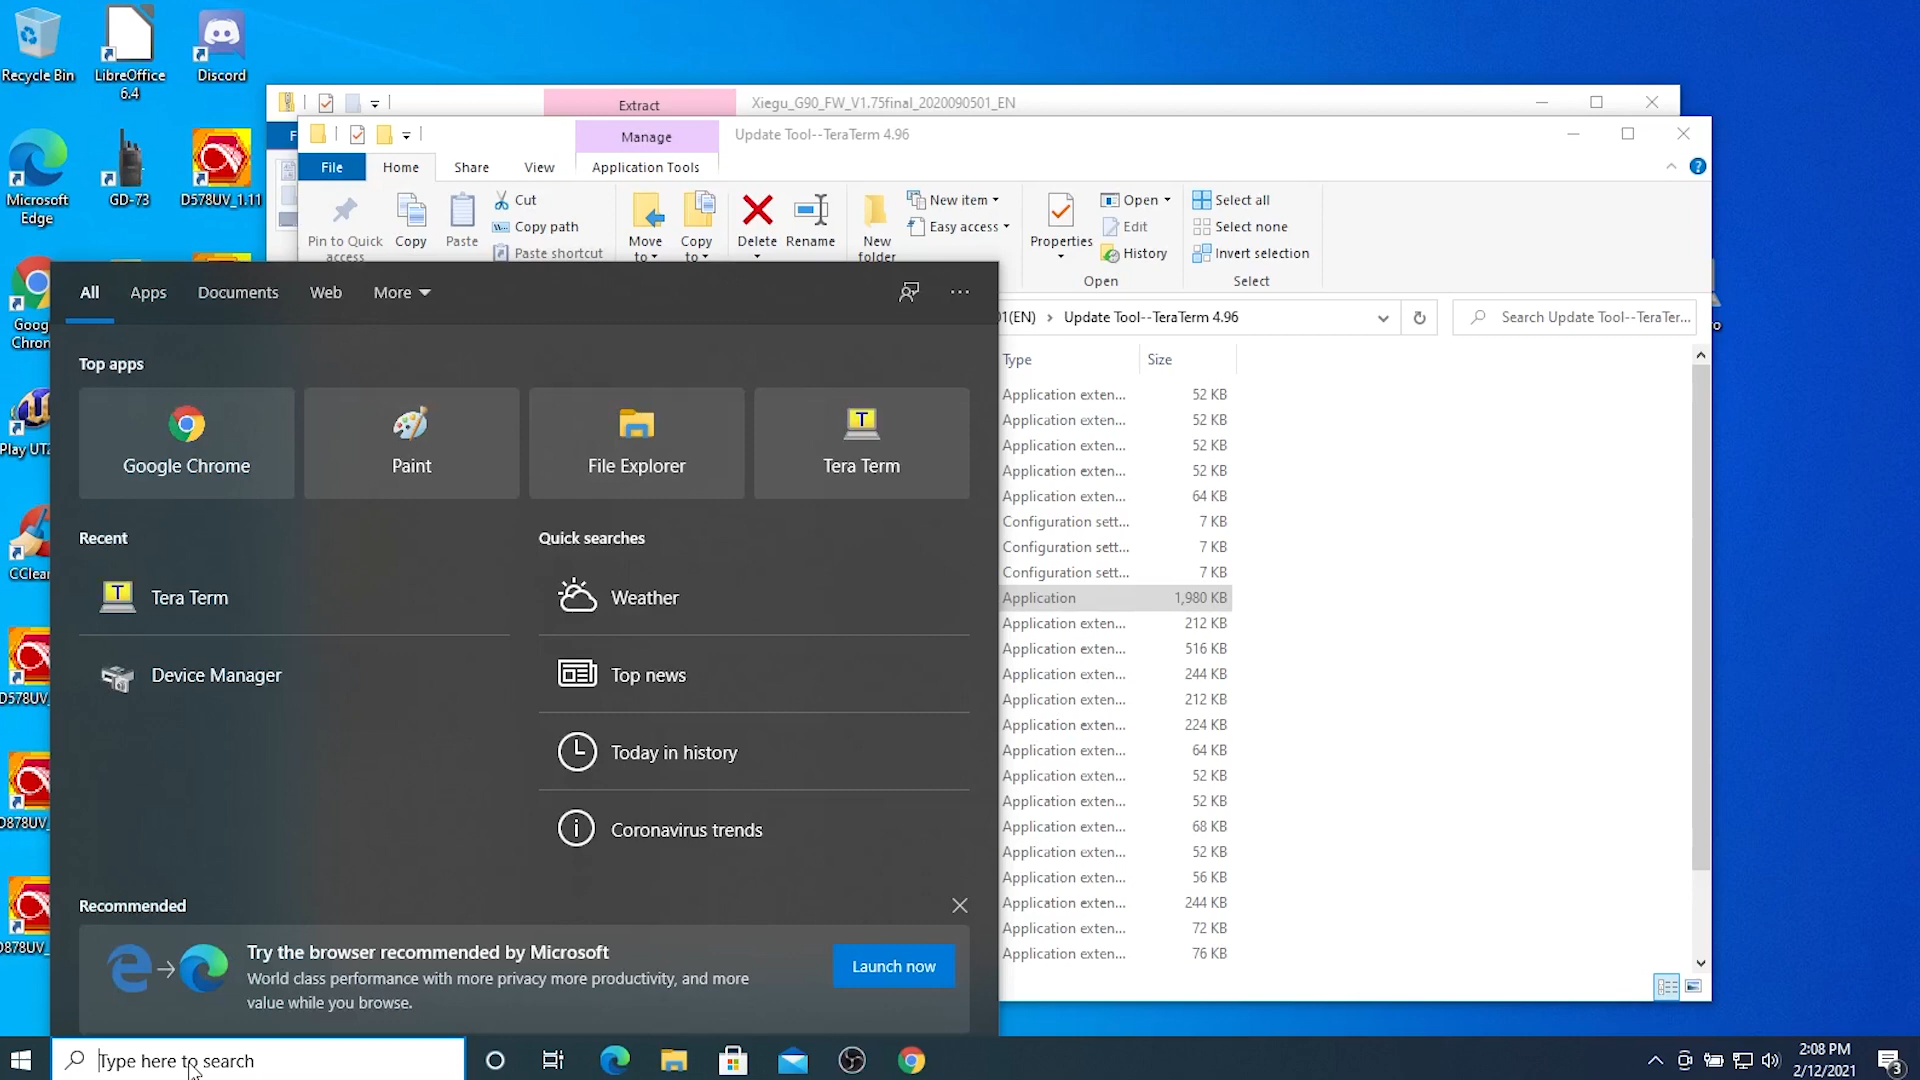 Recycle Bin
LibreOffice
6.4
Discord
Microsoft
Edge
GD-73
D578UV_1.11
Goog
Chron
Play UT2
CClear
D578UV_
D878UV_
D878UV_
Extract
Xiegu_G90_FW_V1.75final_2020090501_EN
F
Manage
Update Tool--TeraTerm 4.96
File
Home
Share
View
Application Tools
Pin to Quick
access
Copy
Paste
Cut
Copy path
Paste shortcut
Move
to
Copy
to
Delete
Rename
New
folder
New item
Easy access
Properties
Open
Edit
History
Open
Select all
Select none
Invert selection
Select
01(EN) › Update Tool--TeraTerm 4.96
Search Update Tool--TeraTer...
Type Size
Application exten... 52 KB
Application exten... 52 KB
Application exten... 52 KB
Application exten... 52 KB
Application exten... 64 KB
Configuration sett... 7 KB
Configuration sett... 7 KB
Configuration sett... 7 KB
Application 1,980 KB
Application exten... 212 KB
Application exten... 516 KB
Application exten... 244 KB
Application exten... 212 KB
Application exten... 224 KB
Application exten... 64 KB
Application exten... 52 KB
Application exten... 52 KB
Application exten... 68 KB
Application exten... 52 KB
Application exten... 56 KB
Application exten... 244 KB
Application exten... 72 KB
Application exten... 76 KB
All Apps Documents Web More
Top apps
Google Chrome
Paint
File Explorer
T
Tera Term
Recent
T
Tera Term
Device Manager
Quick searches
Weather
Top news
Today in history
Coronavirus trends
Recommended
Try the browser recommended by Microsoft
World class performance with more privacy more productivity, and more
value while you browse.
Launch now
Type here to search
2:08 PM
2/12/2021
3